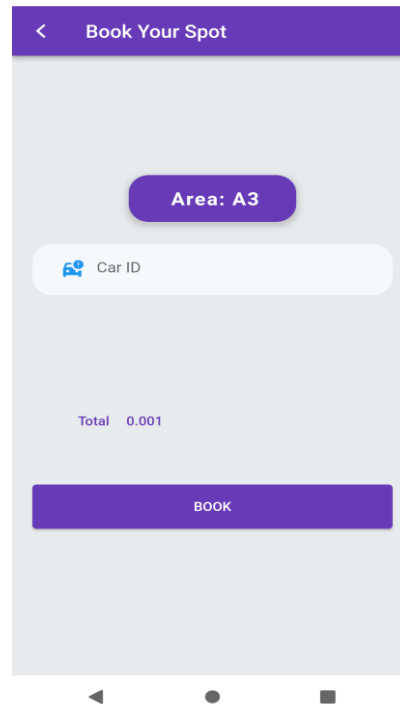 Book Your Spot
Area: A3
Car ID
Total 0.001
BOOK